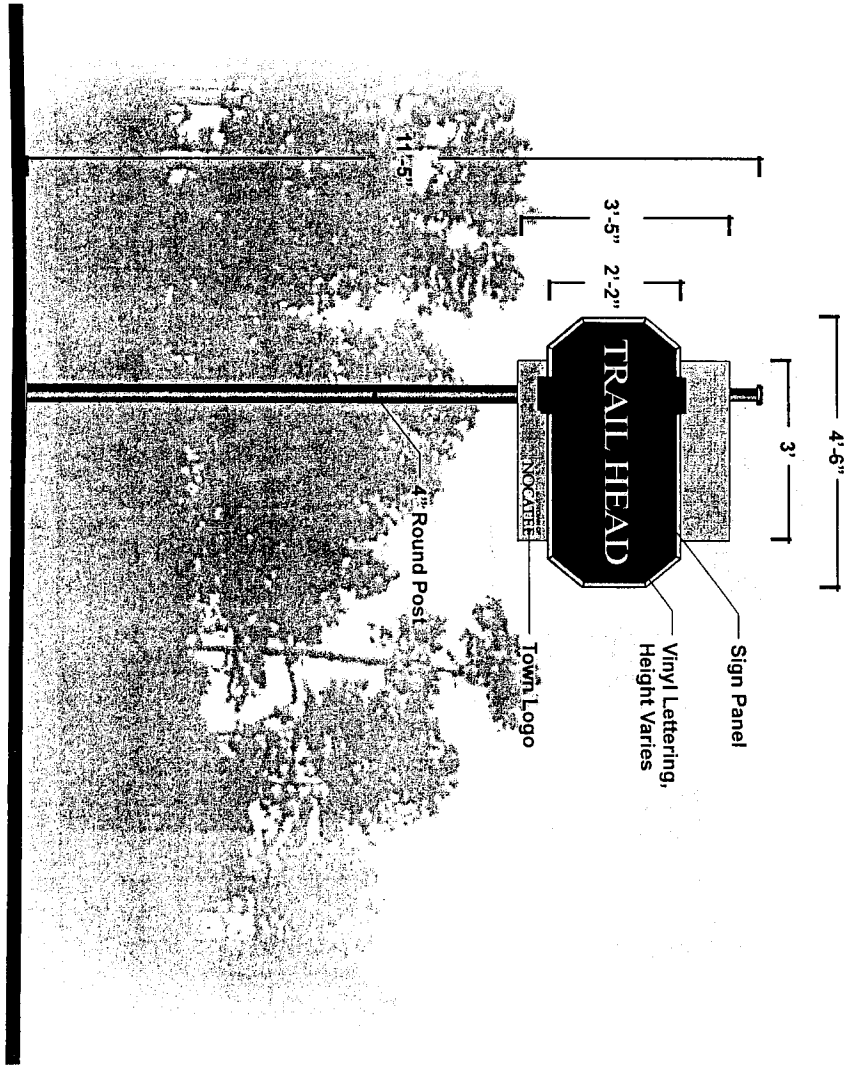 4'-6"
3'
3'-5"
2'-2"
11'-5"
TRAIL HEAD
NOCATEE
Sign Panel
Vinyl Lettering,
Height Varies
Town Logo
4" Round Post